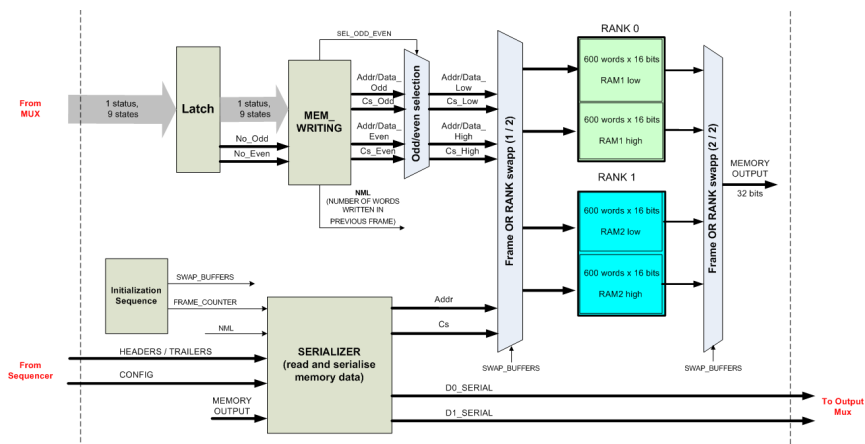 RANK 0
SEL_ODD_EVEN
600 words x 16 bits
RAM1 low
From
MUX
1 status,
9 states
Latch
1 status,
9 states
MEM_
WRITING
Addr/Data_
Odd
Cs_Odd
Addr/Data_
Even
Cs_Even
Odd/even selection
Addr/Data_
Low
Cs_Low
Addr/Data_
High
Cs_High
No_Odd
No_Even
600 words x 16 bits
RAM1 high
Frame OR RANK swapp (1 / 2)
Frame OR RANK swapp (2 / 2)
MEMORY
OUTPUT
32 bits
RANK 1
NML
(NUMBER OF WORDS
WRITTEN IN
PREVIOUS FRAME)
600 words x 16 bits
RAM2 low
600 words x 16 bits
RAM2 high
Initialization
Sequence
SWAP_BUFFERS
FRAME_COUNTER
NML
Addr
Cs
SERIALIZER
(read and serialise
memory data)
From
Sequencer
HEADERS / TRAILERS
CONFIG
MEMORY
OUTPUT
SWAP_BUFFERS
SWAP_BUFFERS
D0_SERIAL
D1_SERIAL
To Output
Mux